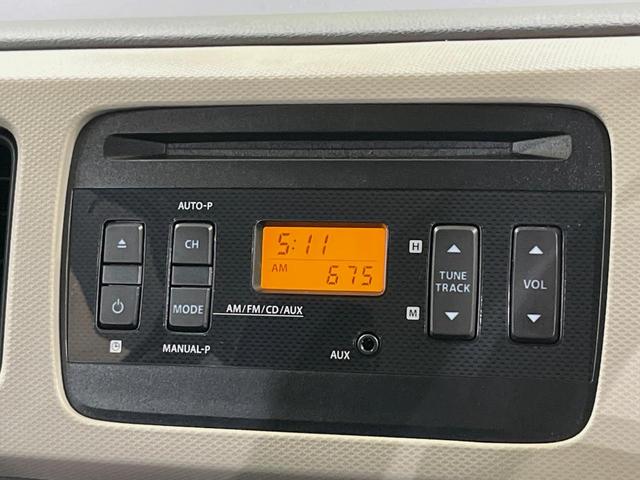 AUTO-P
CH
MODE
MANUAL-P
AM/FM/CD/AUX
5:11
AM 675
AUX
H
M
TUNE
TRACK
VOL